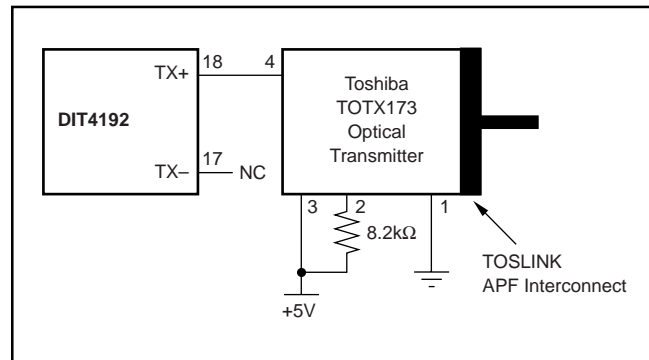 TX+
18
4
DIT4192
TX–
17
NC
Toshiba
TOTX173
Optical
Transmitter
3
2
1
8.2kΩ
+5V
TOSLINK
APF Interconnect